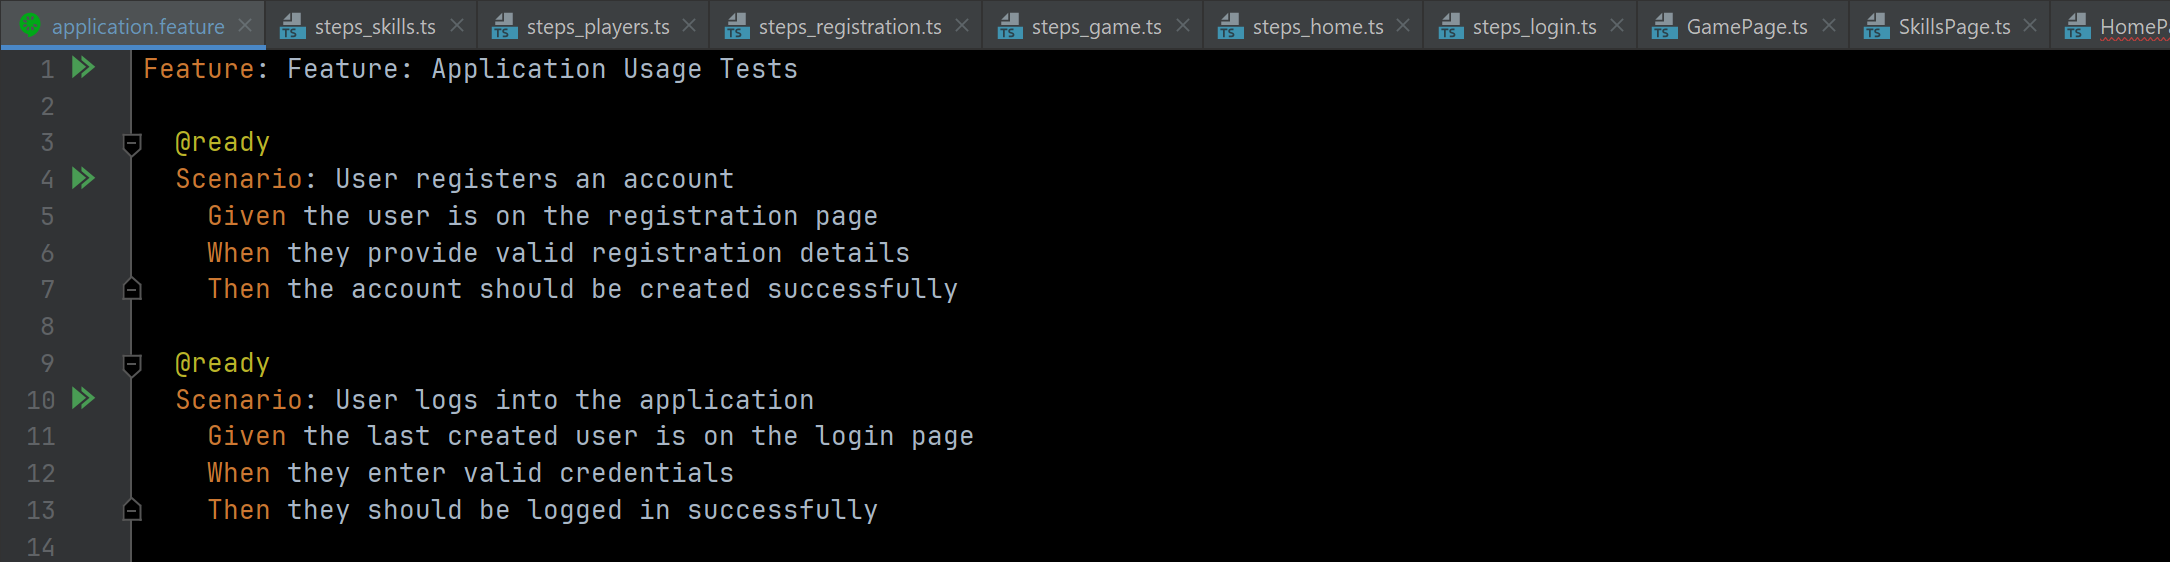 application.feature steps_skills.ts steps_players.ts steps_registration.ts steps_game.ts steps_home.ts steps_login.ts GamePage.ts SkillsPage.ts HomeP
1 Feature: Feature: Application Usage Tests
2
3 @ready
4 Scenario: User registers an account
5 Given the user is on the registration page
6 When they provide valid registration details
7 Then the account should be created successfully
8
9 @ready
10 Scenario: User logs into the application
11 Given the last created user is on the login page
12 When they enter valid credentials
13 Then they should be logged in successfully
14